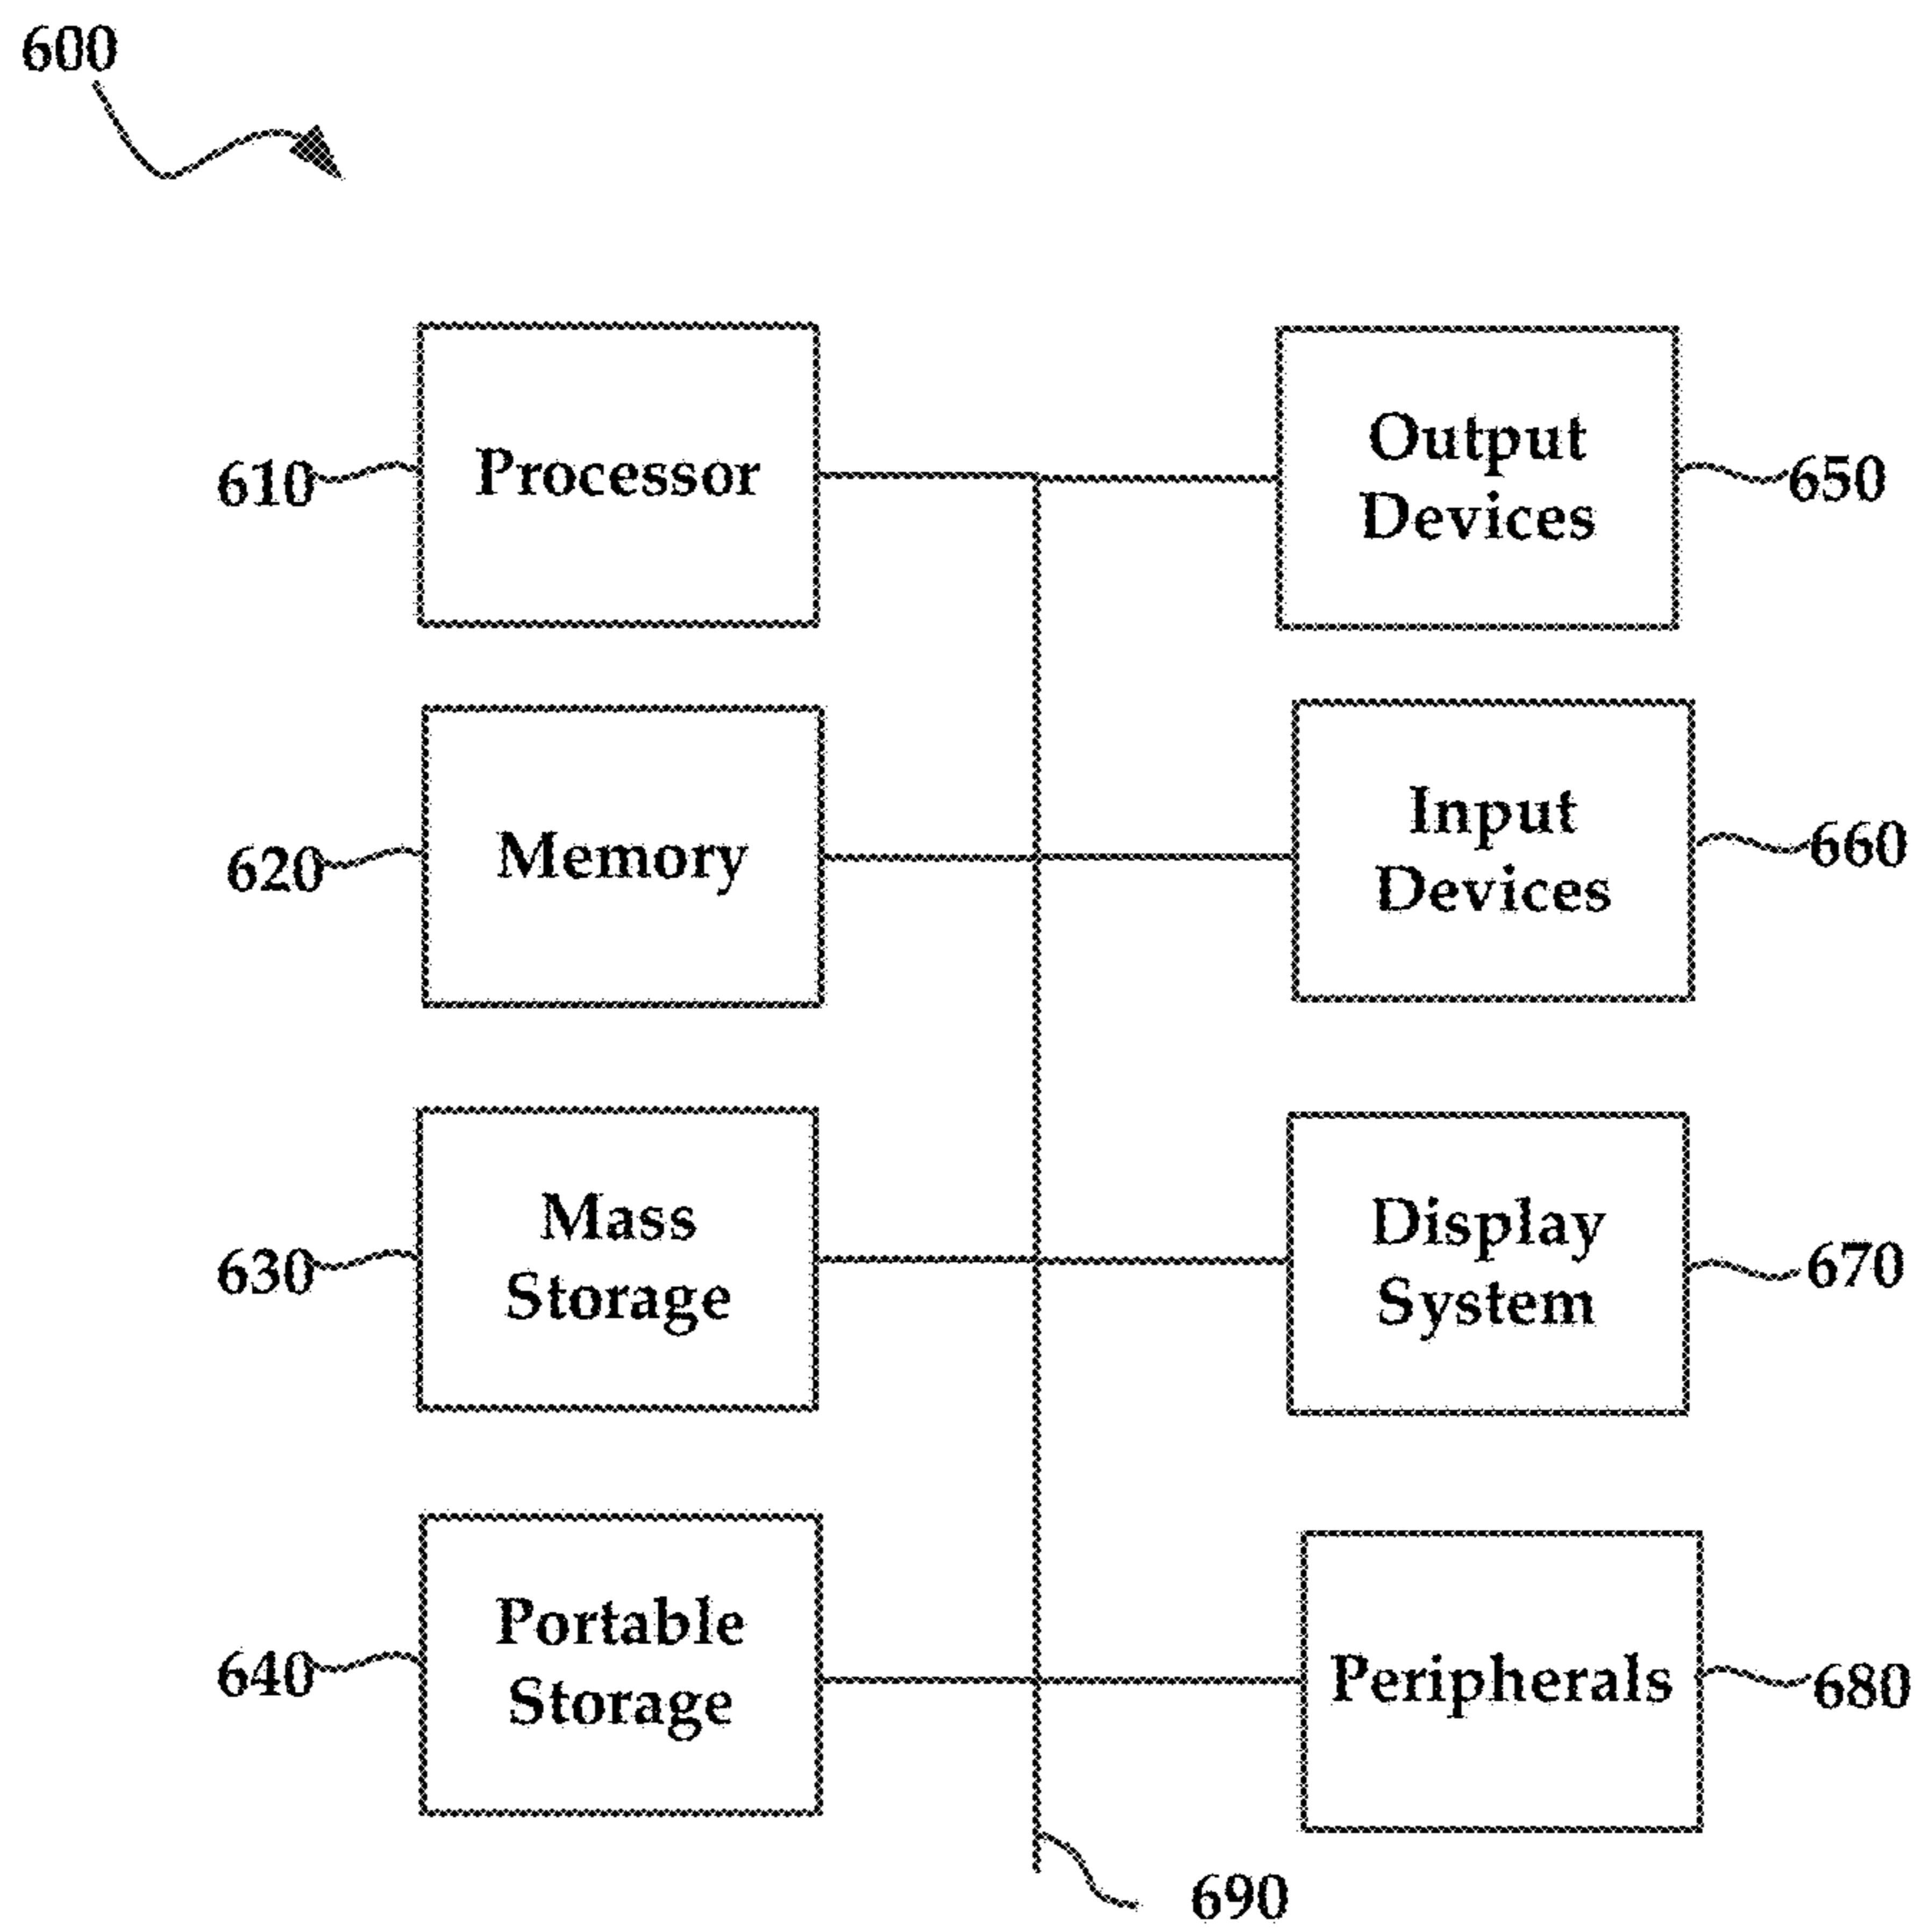 600
610
Processor
Output
Devices
650
620
Memory
Input
Devices
660
630
Mass
Storage
Display
System
670
640
Portable
Storage
Peripherals
680
690